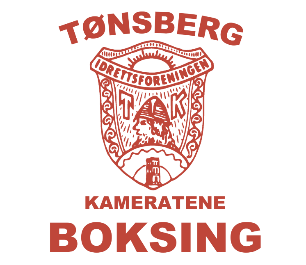 TØNSBERG
IDRETTSFORENINGEN
T K
KAMERATENE
BOKSING